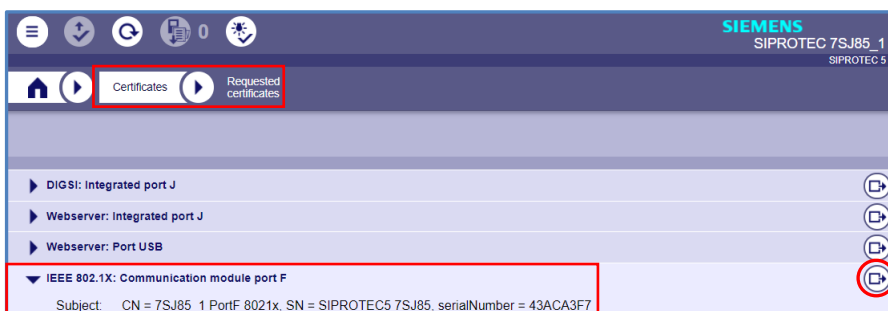 0
SIEMENS
SIPROTEC 7SJ85_1
SIPROTEC 5
Certificates
Requested
certificates
DIGSI: Integrated port J
Webserver: Integrated port J
Webserver: Port USB
IEEE 802.1X: Communication module port F
Subject: CN = 7SJ85_1 PortF 8021x, SN = SIPROTEC5 7SJ85, serialNumber = 43ACA3F7